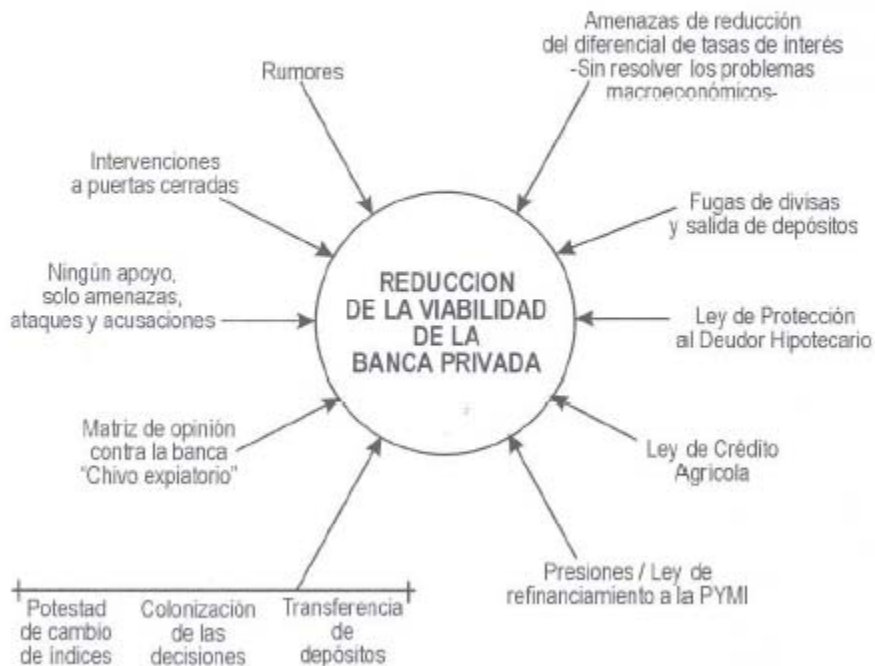 Amenazas de reducción
del diferencial de tasas de interés
-Sin resolver los problemas
macroeconómicos-
Rumores
Intervenciones
a puertas cerradas
Fugas de divisas
y salida de depósitos
Ningún apoyo,
solo amenazas,
ataques y acusaciones
REDUCCION
DE LA VIABILIDAD
DE LA
BANCA PRIVADA
Ley de Protección
al Deudor Hipotecario
Matriz de opinión
contra la banca
"Chivo expiatorio"
Ley de Crédito
Agrícola
Presiones / Ley de
refinanciamiento a la PYMI
Potestad
de cambio
de índices
Colonización
de las
decisiones
Transferencia
de
depósitos